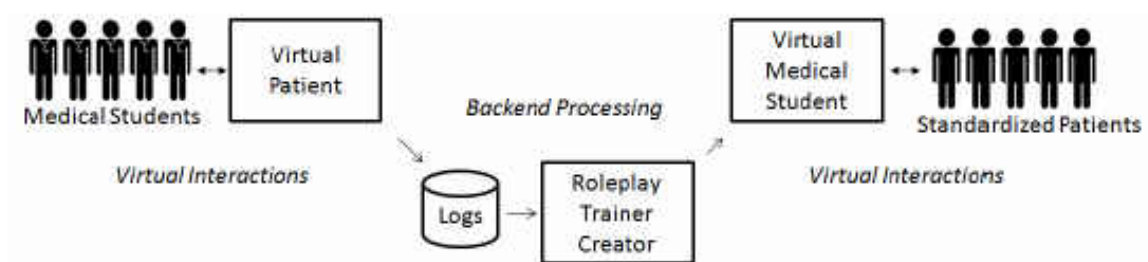 Medical Students
Virtual
Patient
Virtual Interactions
Backend Processing
Logs
Roleplay
Trainer
Creator
Virtual
Medical
Student
Standardized Patients
Virtual Interactions